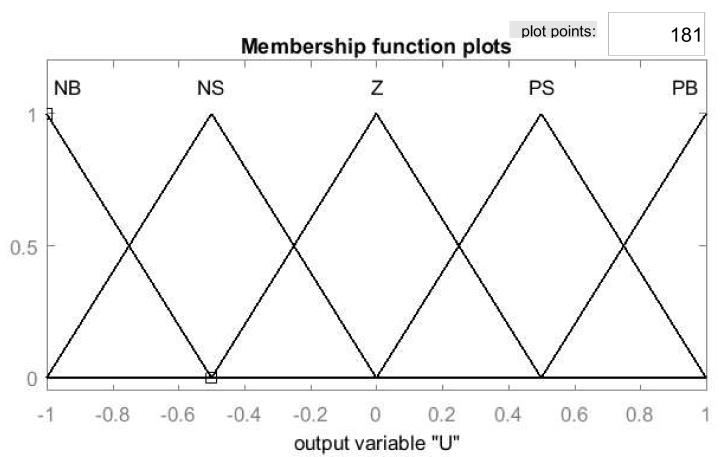 plot points: 181
Membership function plots
NB NS Z PS PB
1
0.5
0
-1 -0.8 -0.6 -0.4 -0.2 0 0.2 0.4 0.6 0.8 1
output variable "U"